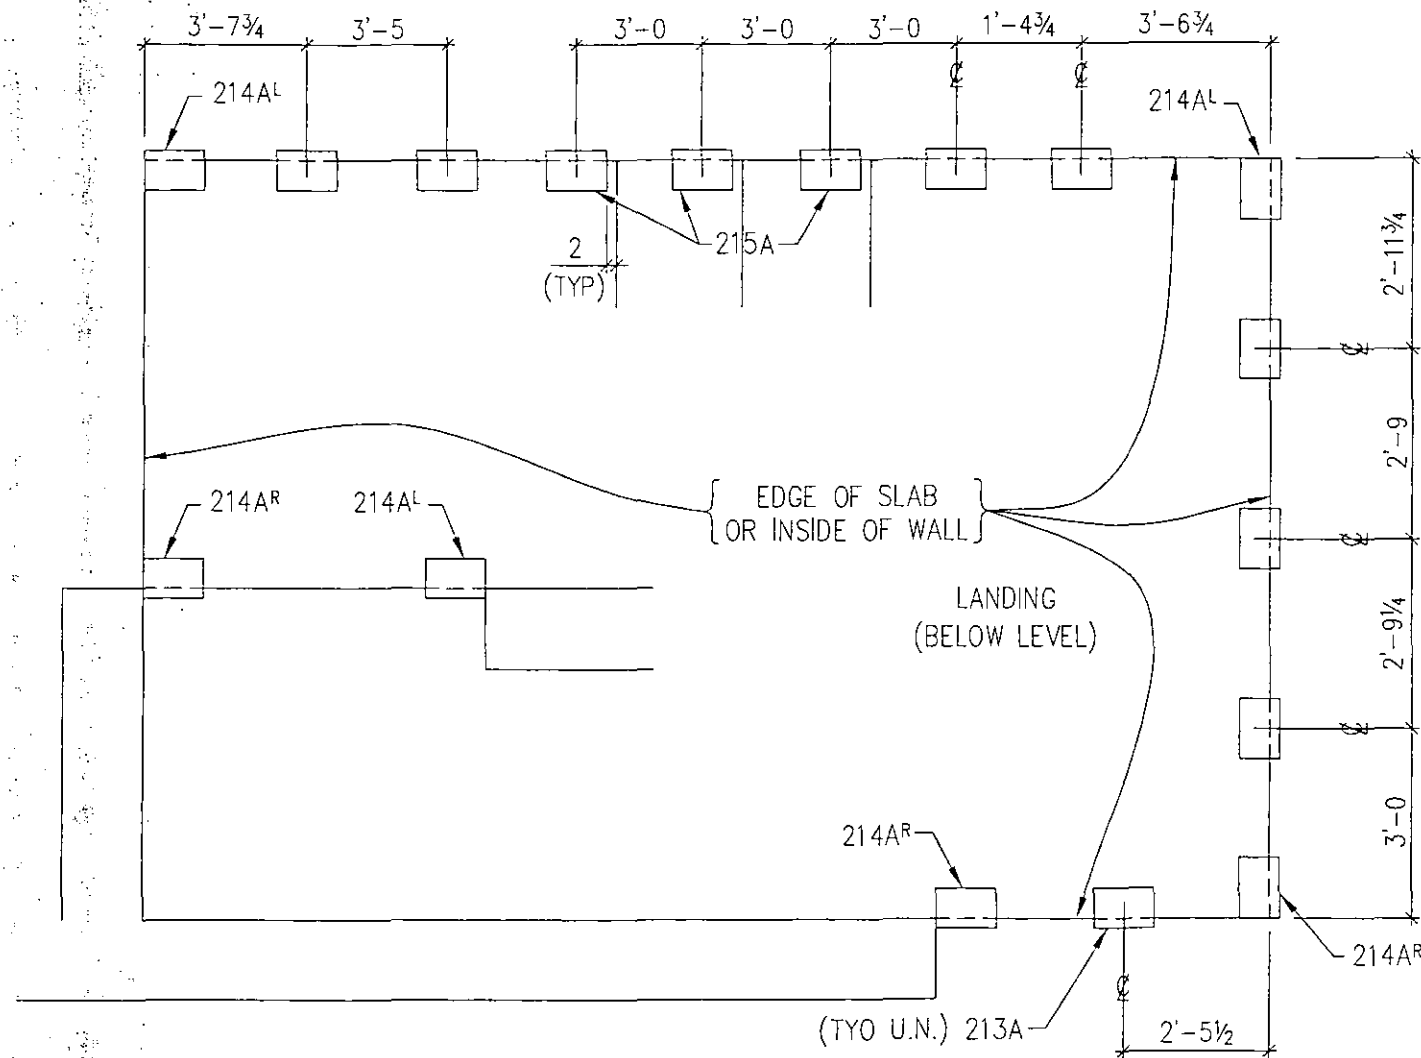 3'-7¾
3'-5
3'-0
3'-0
3'-0
1'-4¾
3'-6¾
℄
℄
214Aᴸ
214Aᴸ
215A
2
(TYP)
2'-11¾
℄
2'-9
EDGE OF SLAB
OR INSIDE OF WALL
214Aᴿ
214Aᴸ
℄
LANDING
(BELOW LEVEL)
2'-9¼
℄
3'-0
214Aᴿ
214Aᴿ
℄
(TYO U.N.) 213A
2'-5½